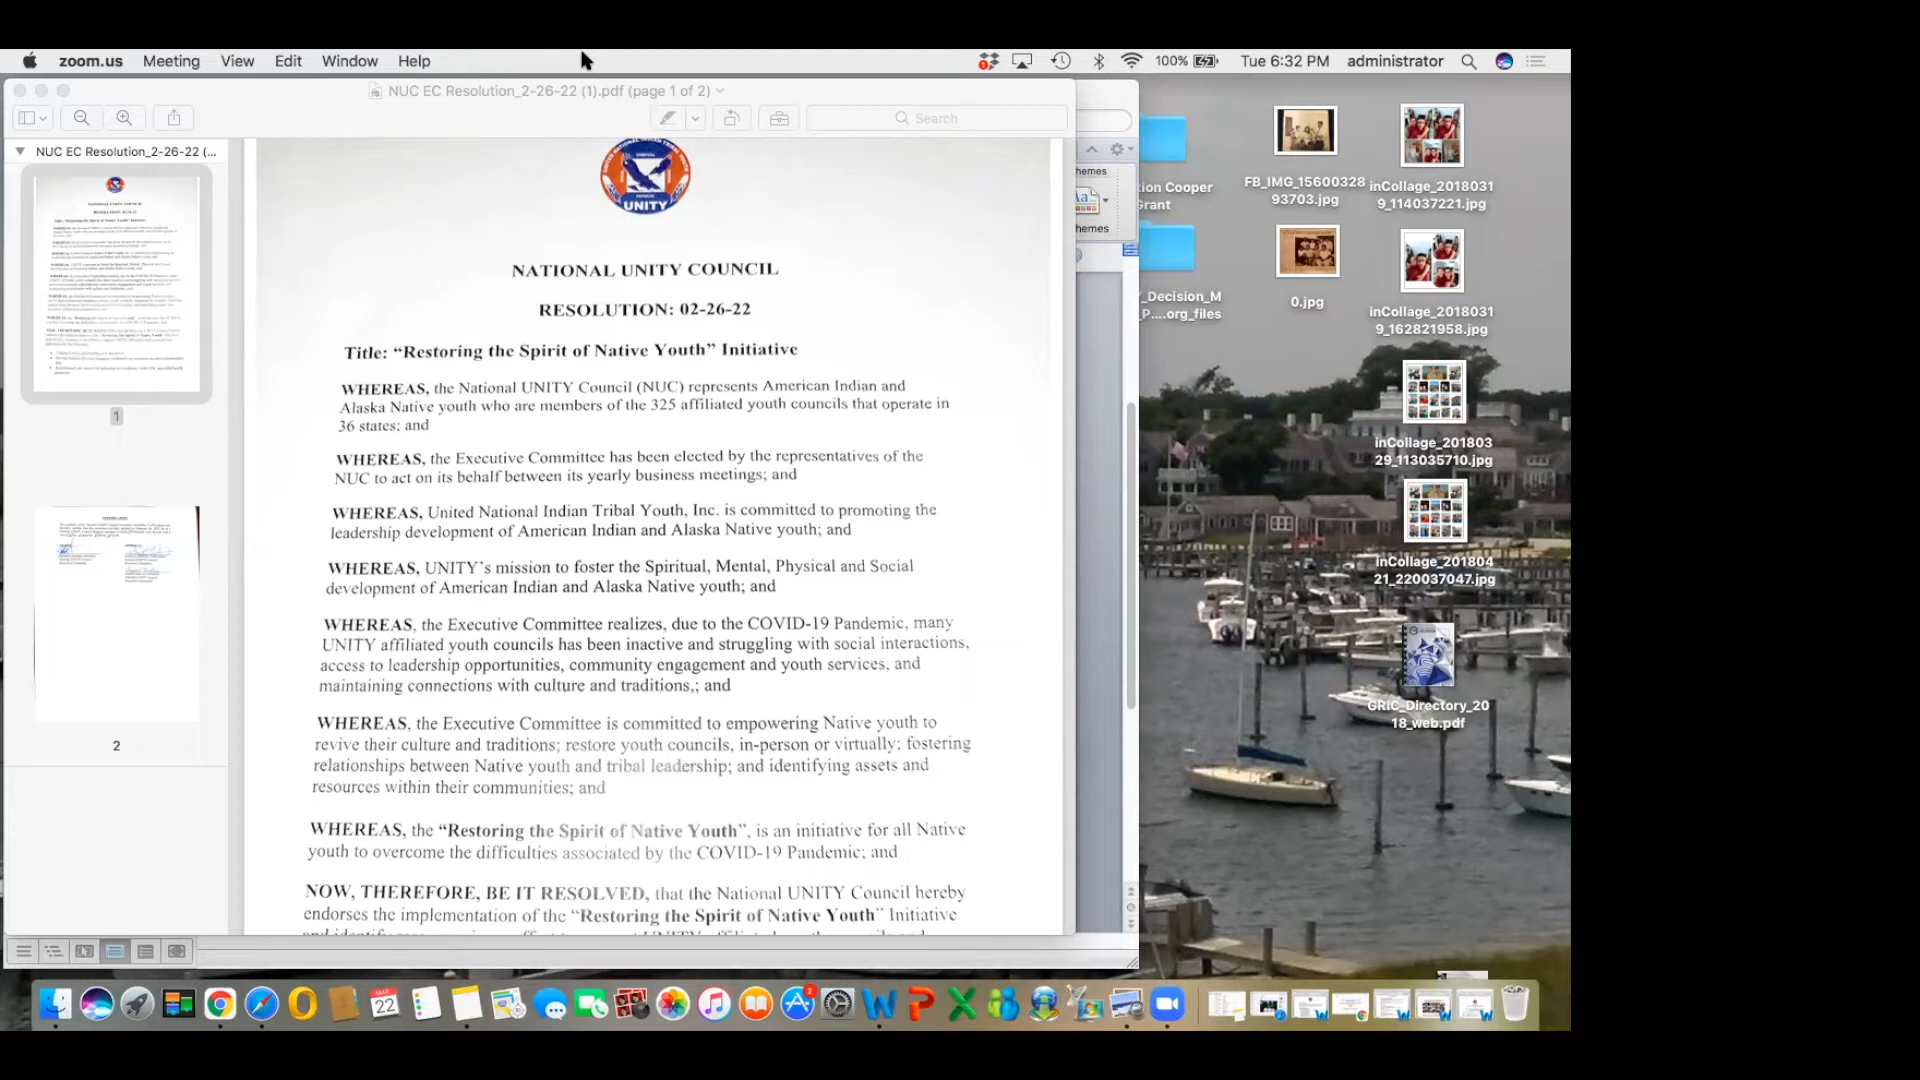 zoom.us Meeting View Edit Window Help
100% Tue 6:32 PM administrator
NUC EC Resolution_2-26-22 (1).pdf (page 1 of 2)
Search
NUC EC Resolution_2-26-22 (...
1
2
UNITY
NATIONAL UNITY COUNCIL
RESOLUTION: 02-26-22
Title: “Restoring the Spirit of Native Youth” Initiative
WHEREAS, the National UNITY Council (NUC) represents American Indian and
Alaska Native youth who are members of the 325 affiliated youth councils that operate in
36 states; and
WHEREAS, the Executive Committee has been elected by the representatives of the
NUC to act on its behalf between its yearly business meetings; and
WHEREAS, United National Indian Tribal Youth, Inc. is committed to promoting the
leadership development of American Indian and Alaska Native youth; and
WHEREAS, UNITY’s mission to foster the Spiritual, Mental, Physical and Social
development of American Indian and Alaska Native youth; and
WHEREAS, the Executive Committee realizes, due to the COVID-19 Pandemic, many
UNITY affiliated youth councils has been inactive and struggling with social interactions,
access to leadership opportunities, community engagement and youth services, and
maintaining connections with culture and traditions,; and
WHEREAS, the Executive Committee is committed to empowering Native youth to
revive their culture and traditions; restore youth councils, in-person or virtually; fostering
relationships between Native youth and tribal leadership; and identifying assets and
resources within their communities; and
WHEREAS, the “Restoring the Spirit of Native Youth”, is an initiative for all Native
youth to overcome the difficulties associated by the COVID-19 Pandemic; and
NOW, THEREFORE, BE IT RESOLVED, that the National UNITY Council hereby
endorses the implementation of the “Restoring the Spirit of Native Youth” Initiative
hemes
Aa
hemes
tion Cooper
Grant
_Decision_M
_P....org_files
FB_IMG_15600328
93703.jpg
0.jpg
inCollage_2018031
9_114037221.jpg
inCollage_2018031
9_162821958.jpg
inCollage_201803
29_113035710.jpg
inCollage_201804
21_220037047.jpg
GRIC_Directory_20
18_web.pdf
MAR
22
2